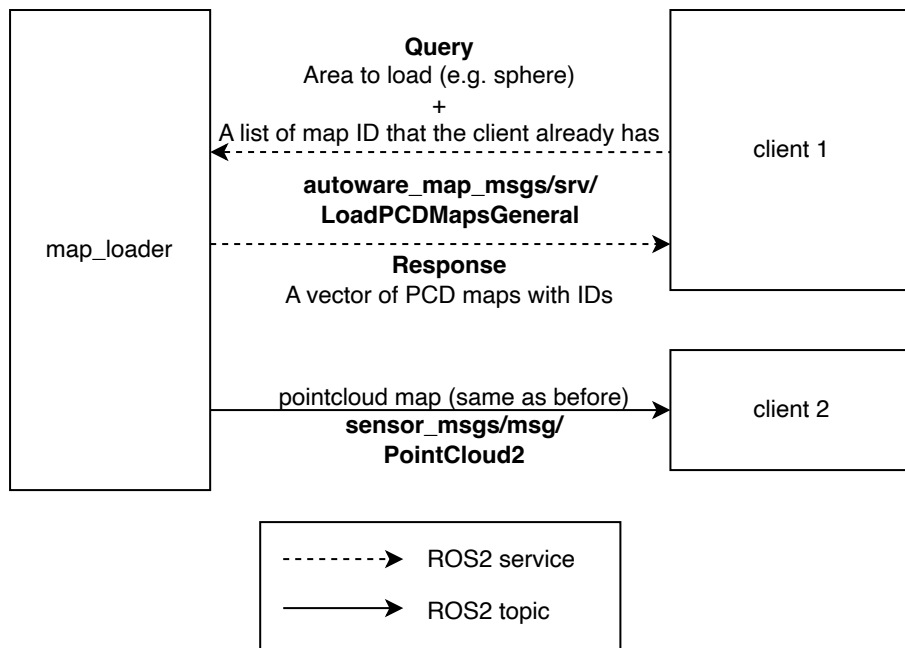 Query
Area to load (e.g. sphere)
+
A list of map ID that the client already has
client 1
autoware_map_msgs/srv/
LoadPCDMapsGeneral
map_loader
Response
A vector of PCD maps with IDs
pointcloud map (same as before)
client 2
sensor_msgs/msg/
PointCloud2
ROS2 service
ROS2 topic